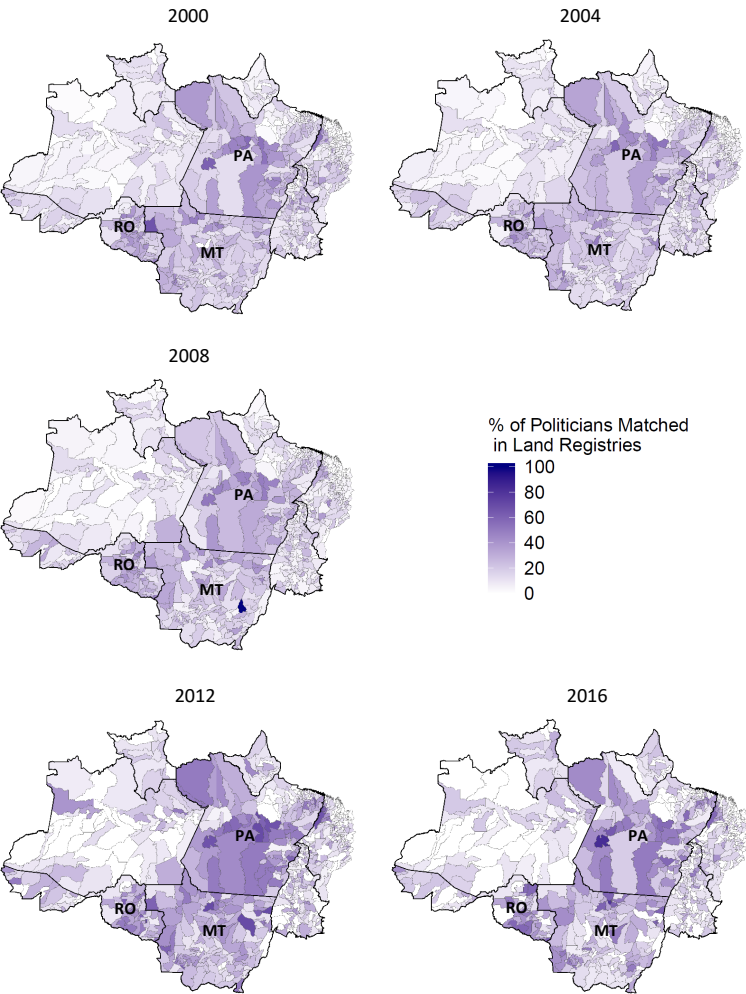 2000
2004
PA
RO
MT
PA
RO
MT
2008
PA
RO
MT
% of Politicians Matched
in Land Registries
100
80
60
40
20
0
2012
2016
PA
RO
MT
PA
RO
MT